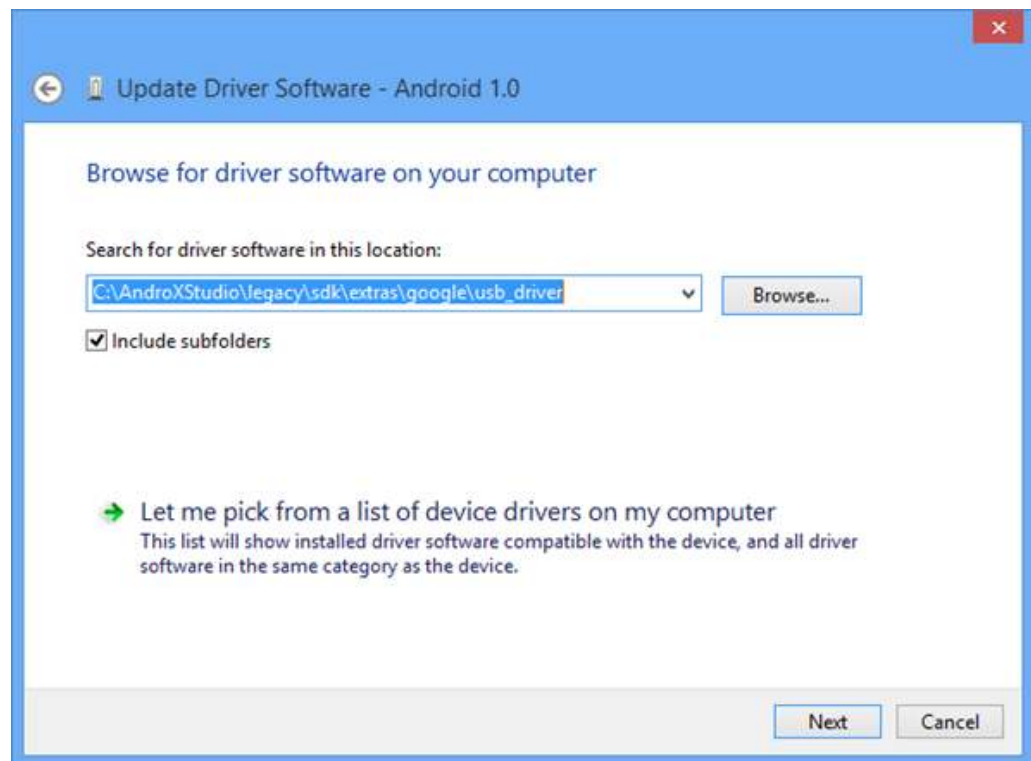 Update Driver Software - Android 1.0
Browse for driver software on your computer
Search for driver software in this location:
C:\AndroXStudio\legacy\sdk\extras\google\usb_driver
Browse...
Include subfolders
Let me pick from a list of device drivers on my computer
This list will show installed driver software compatible with the device, and all driver
software in the same category as the device.
Next Cancel